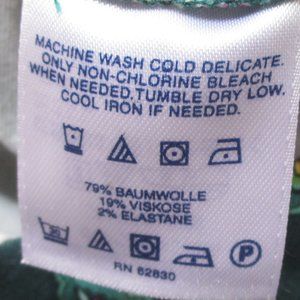 MACHINE WASH COLD DELICATE.
ONLY NON-CHLORINE BLEACH
WHEN NEEDED.TUMBLE DRY LOW.
COOL IRON IF NEEDED.
79% BAUMWOLLE
19% VISKOSE
2% ELASTANE
30
P
RN 62830